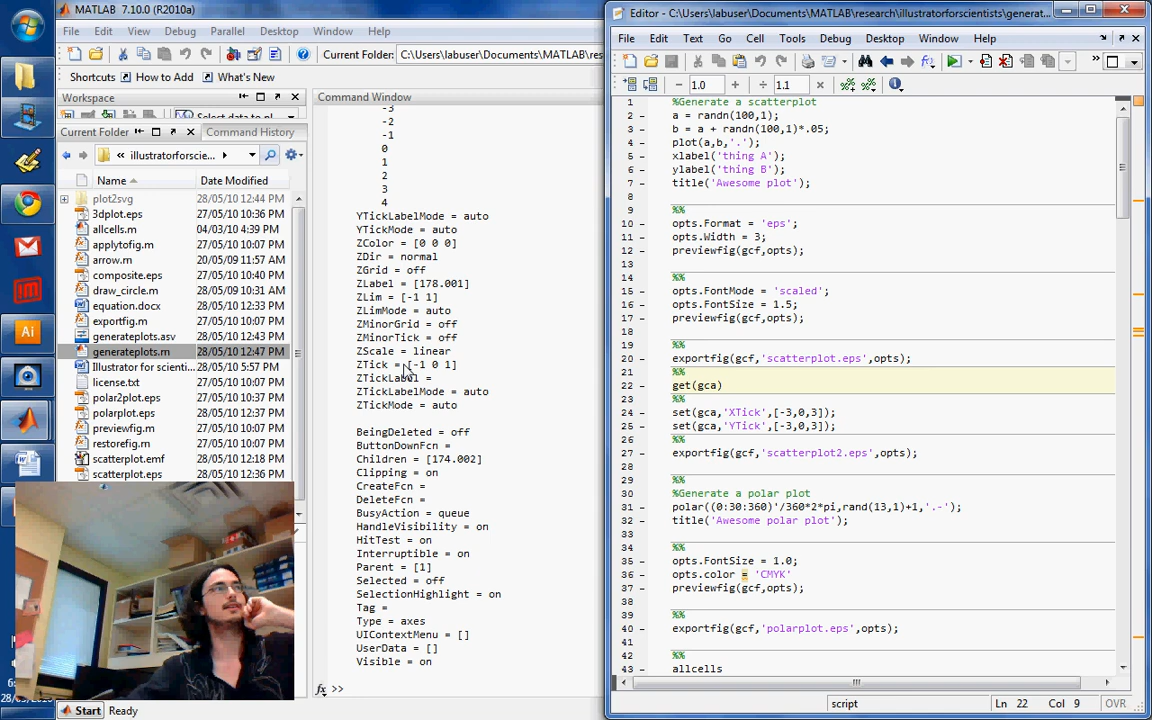 MATLAB 7.10.0 (R2010a)
File Edit View Debug Parallel Desktop Window Help
Current Folder: C:\Users\labuser\Documents\MATLAB\res
Shortcuts How to Add What's New
Workspace
Select data to pl
Current Folder Command History
« illustratorforscie...
Name Date Modified
plot2svg 28/05/10 12:44 PM
3dplot.eps 27/05/10 10:36 PM
allcells.m 04/03/10 4:39 PM
applytofig.m 27/05/10 10:07 PM
arrow.m 20/05/09 11:57 AM
composite.eps 27/05/10 10:40 PM
draw_circle.m 28/05/09 10:31 AM
equation.docx 28/05/10 12:33 PM
exportfig.m 27/05/10 10:07 PM
generateplots.asv 28/05/10 12:43 PM
generateplots.m 28/05/10 12:47 PM
Illustrator for scienti... 28/05/10 5:57 PM
license.txt 27/05/10 10:07 PM
polar2plot.eps 27/05/10 10:37 PM
polarplot.eps 27/05/10 10:37 PM
previewfig.m 27/05/10 10:07 PM
restorefig.m 27/05/10 10:07 PM
scatterplot.emf 28/05/10 12:18 PM
scatterplot.eps 28/05/10 12:36 PM
Ai
Start Ready
Command Window
-3
-2
-1
0
1
2
3
4
YTickLabelMode = auto
YTickMode = auto
ZColor = [0 0 0]
ZDir = normal
ZGrid = off
ZLabel = [178.001]
ZLim = [-1 1]
ZLimMode = auto
ZMinorGrid = off
ZMinorTick = off
ZScale = linear
ZTick = [-1 0 1]
ZTickLabel =
ZTickLabelMode = auto
ZTickMode = auto
BeingDeleted = off
ButtonDownFcn =
Children = [174.002]
Clipping = on
CreateFcn =
DeleteFcn =
BusyAction = queue
HandleVisibility = on
HitTest = on
Interruptible = on
Parent = [1]
Selected = off
SelectionHighlight = on
Tag =
Type = axes
UIContextMenu = []
UserData = []
Visible = on
fx >>
Editor - C:\Users\labuser\Documents\MATLAB\research\illustratorforscientists\generat...
File Edit Text Go Cell Tools Debug Desktop Window Help
− 1.0 + ÷ 1.1 ×
1 %Generate a scatterplot
2 - a = randn(100,1);
3 - b = a + randn(100,1)*.05;
4 - plot(a,b,'.');
5 - xlabel('thing A');
6 - ylabel('thing B');
7 - title('Awesome plot');
8
9 %%
10 - opts.Format = 'eps';
11 - opts.Width = 3;
12 - previewfig(gcf,opts);
13
14 %%
15 - opts.FontMode = 'scaled';
16 - opts.FontSize = 1.5;
17 - previewfig(gcf,opts);
18
19 %%
20 - exportfig(gcf,'scatterplot.eps',opts);
21 %%
22 - get(gca)
23 %%
24 - set(gca,'XTick',[-3,0,3]);
25 - set(gca,'YTick',[-3,0,3]);
26 %%
27 - exportfig(gcf,'scatterplot2.eps',opts);
28
29 %%
30 %Generate a polar plot
31 - polar((0:30:360)'/360*2*pi,rand(13,1)+1,'.-');
32 - title('Awesome polar plot');
33
34 %%
35 - opts.FontSize = 1.0;
36 - opts.color = 'CMYK'
37 - previewfig(gcf,opts);
38
39 %%
40 - exportfig(gcf,'polarplot.eps',opts);
41
42 %%
43 - allcells
script Ln 22 Col 9 OVR